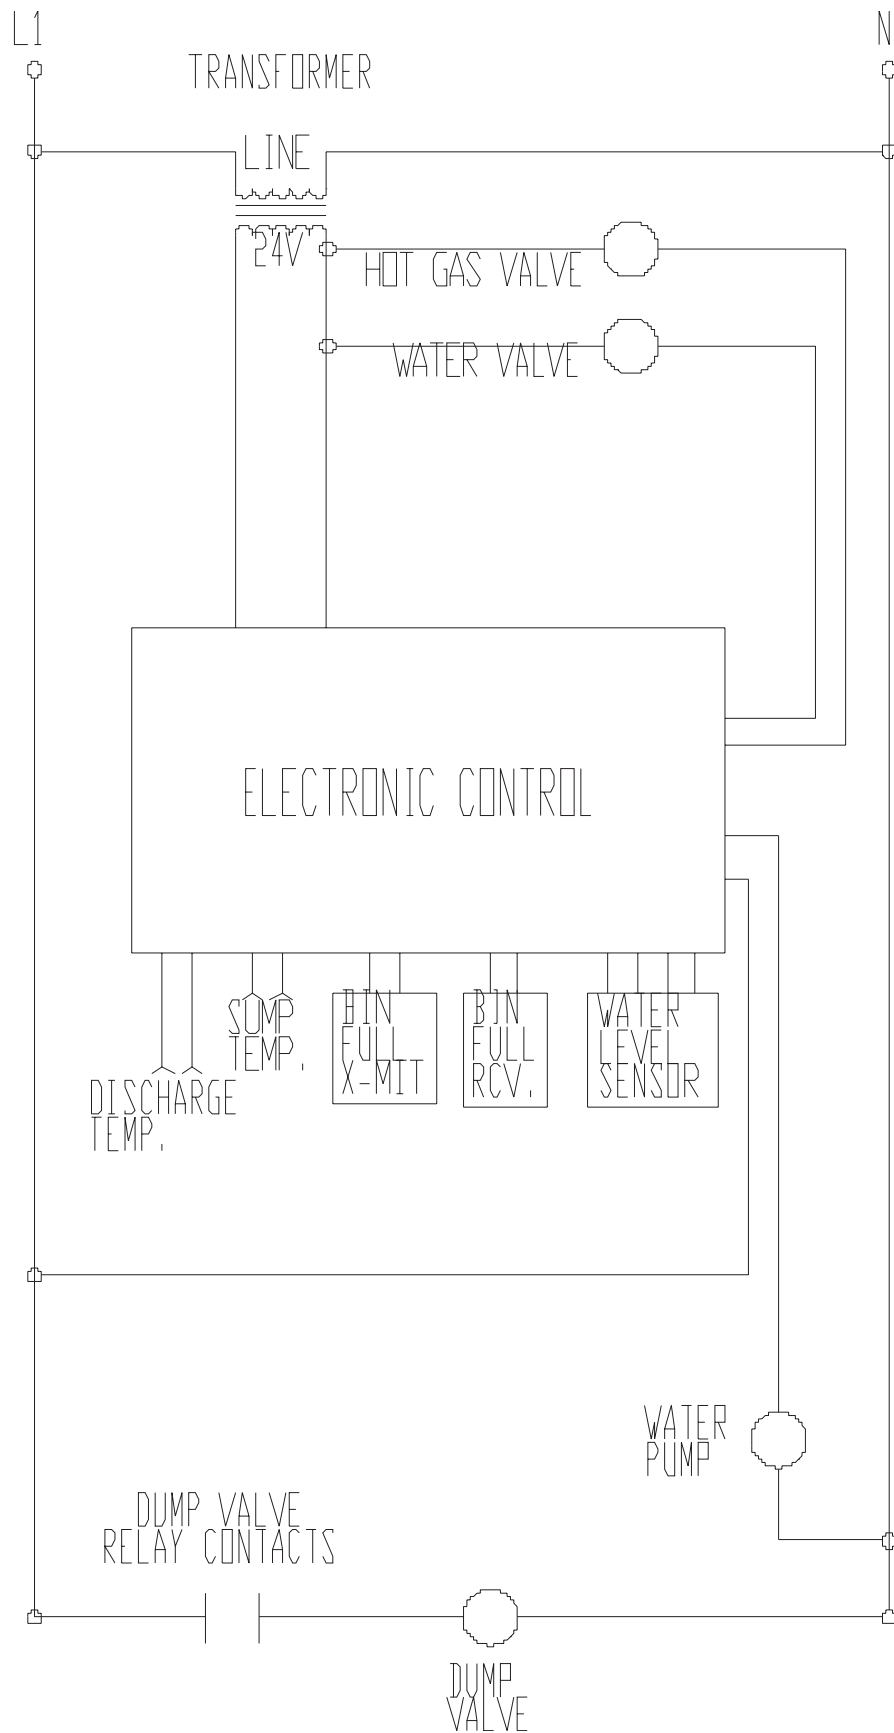 L1
N
TRANSFORMER
LINE
24V
HOT GAS VALVE
WATER VALVE
ELECTRONIC CONTROL
DISCHARGE
TEMP.
SUMP
TEMP.
BIN
FULL
X-MIT
BIN
FULL
RCV.
WATER
LEVEL
SENSOR
WATER
PUMP
DUMP VALVE
RELAY CONTACTS
DUMP
VALVE